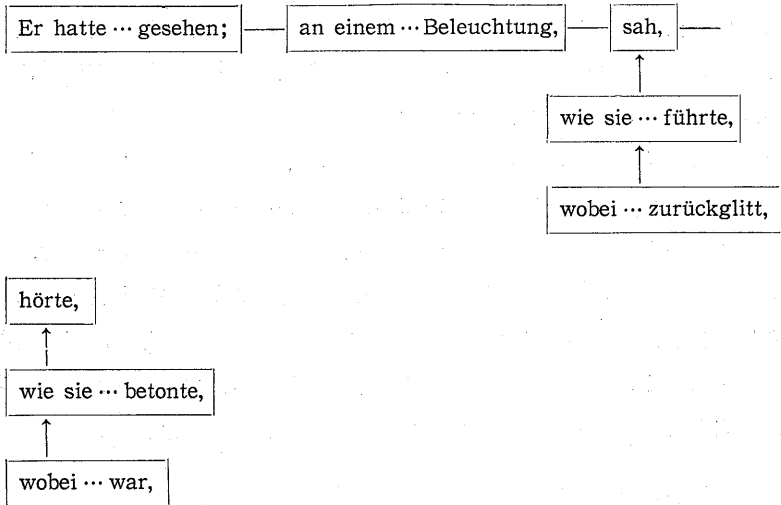 Er hatte ··· gesehen; an einem ··· Beleuchtung, sah,
wie sie ··· führte,
wobei ··· zurückglitt,
hörte,
wie sie ··· betonte,
wobei ··· war,